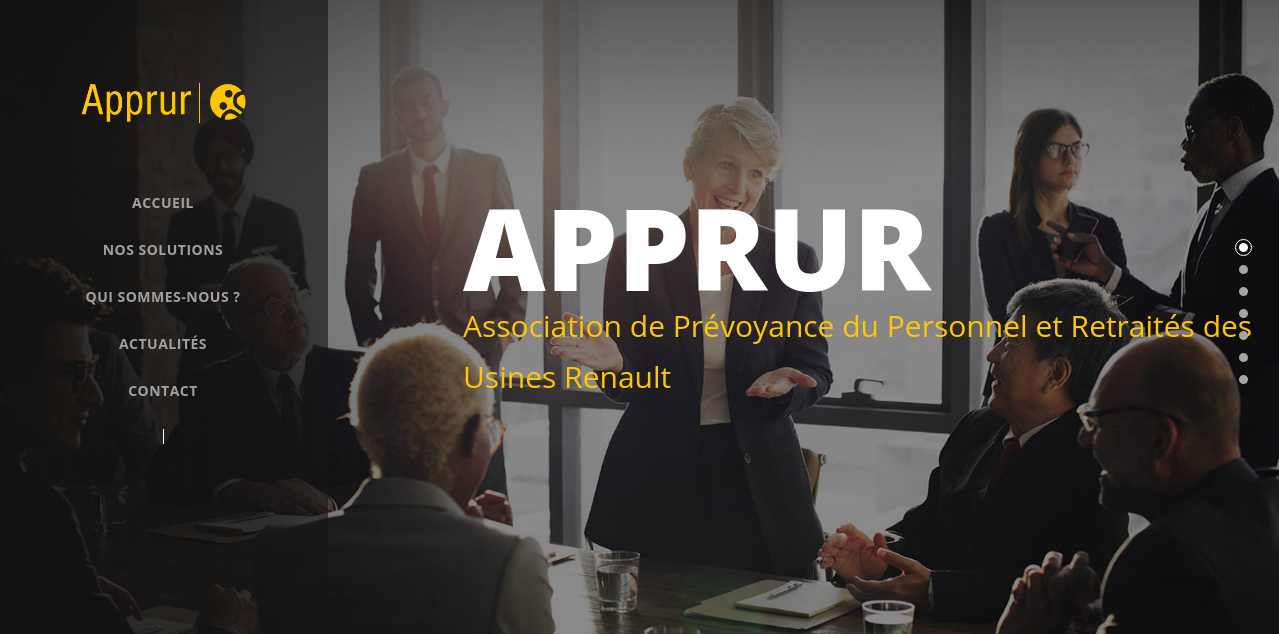 Apprur
ACCUEIL
NOS SOLUTIONS
QUI SOMMES-NOUS ?
ACTUALITÉS
CONTACT
APPRUR
Association de Prévoyance du Personnel et Retraités des
Usines Renault